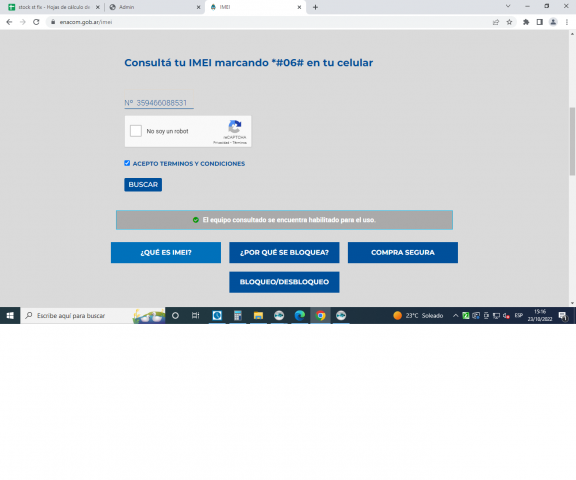 stock st fix - Hojas de cálculo de
Admin
IMEI
enacom.gob.ar/imei
Consultá tu IMEI marcando *#06# en tu celular
Nº 359466088531
No soy un robot
reCAPTCHA
Privacidad - Términos
ACEPTO TERMINOS Y CONDICIONES
BUSCAR
El equipo consultado se encuentra habilitado para el uso.
¿QUÉ ES IMEI?
¿POR QUÉ SE BLOQUEA?
COMPRA SEGURA
BLOQUEO/DESBLOQUEO
Escribe aquí para buscar
23°C Soleado
ESP
15:16
23/10/2022